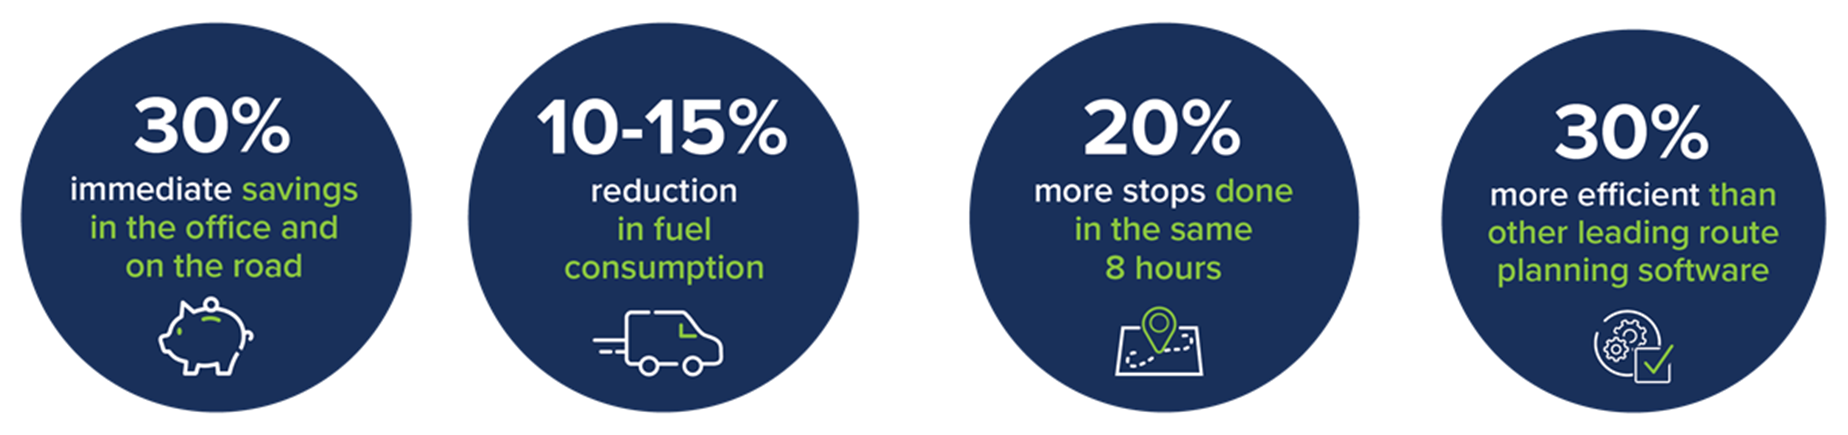 30%
immediate savings
in the office and
on the road
10-15%
reduction
in fuel
consumption
20%
more stops done
in the same
8 hours
30%
more efficient than
other leading route
planning software